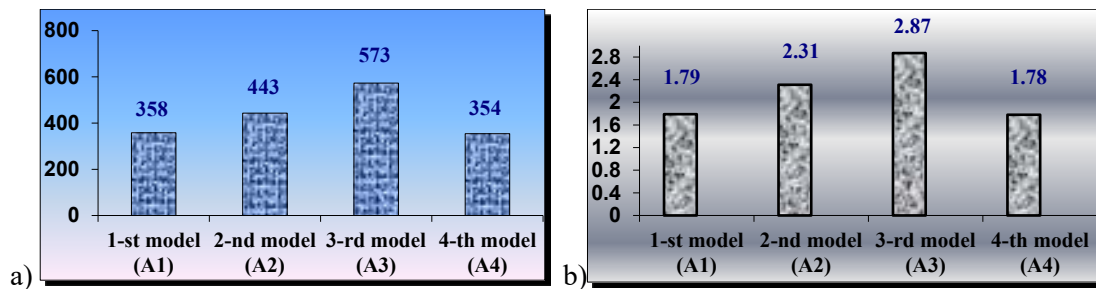 800
600
400
200
0
358
443
573
354
1-st model
(A1)
2-nd model
(A2)
3-rd model
(A3)
4-th model
(A4)
a)
2.8
2.4
2
1.6
1.2
0.8
0.4
0
1.79
2.31
2.87
1.78
1-st model
(A1)
2-nd model
(A2)
3-rd model
(A3)
4-th model
(A4)
b)